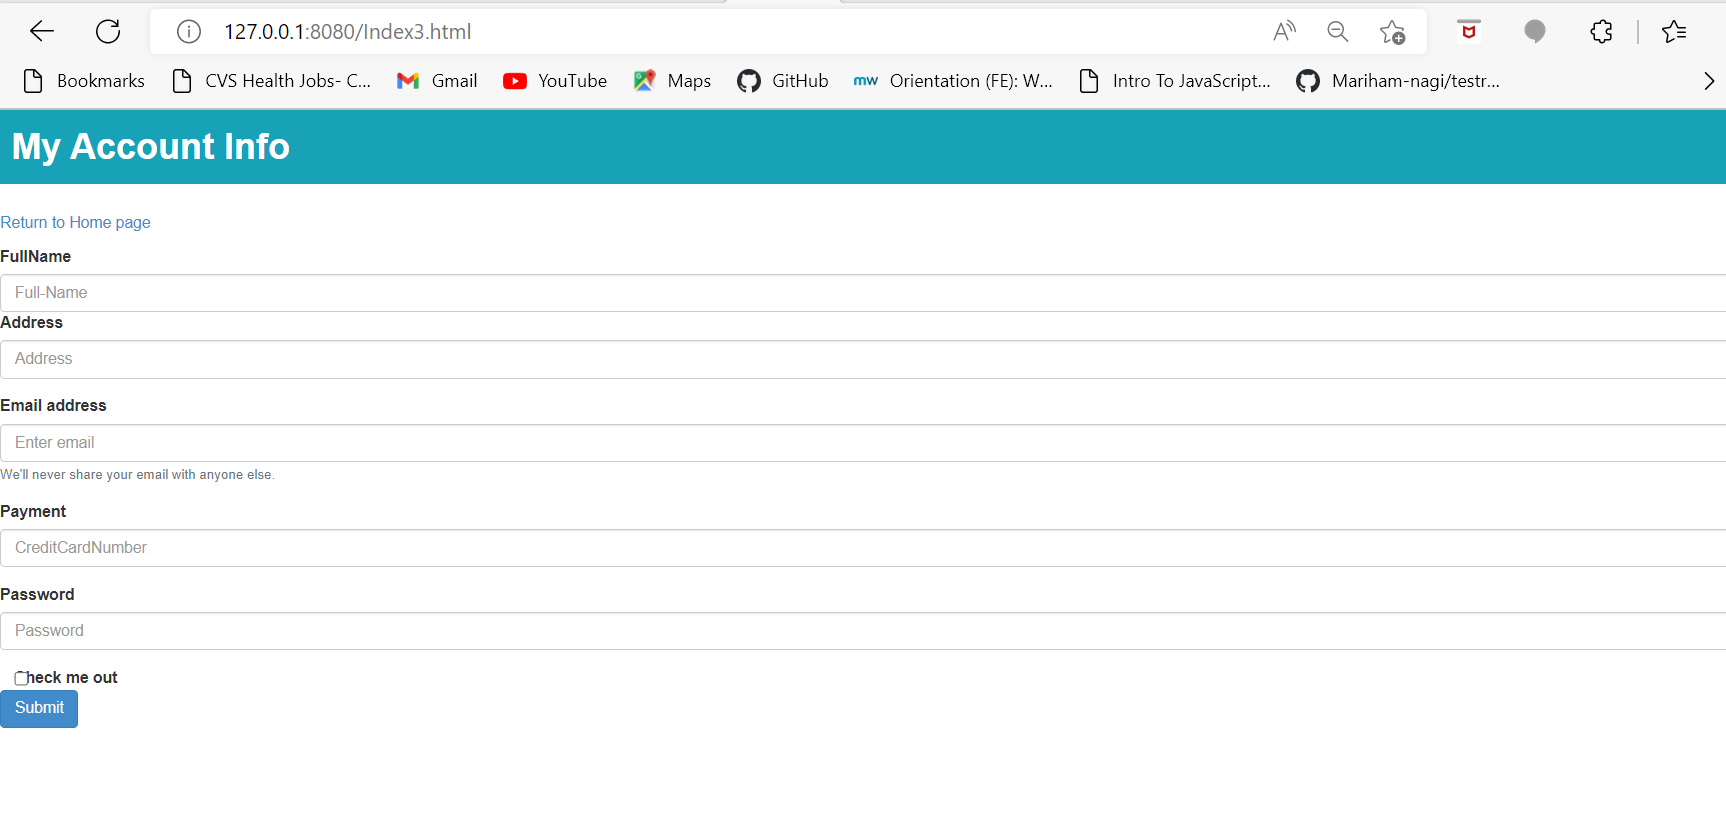 127.0.0.1:8080/Index3.html
Bookmarks CVS Health Jobs- C... Gmail YouTube Maps GitHub mw Orientation (FE): W... Intro To JavaScript... Mariham-nagi/testr...
My Account Info
Return to Home page
FullName
Full-Name
Address
Address
Email address
Enter email
We'll never share your email with anyone else.
Payment
CreditCardNumber
Password
Password
Check me out
Submit